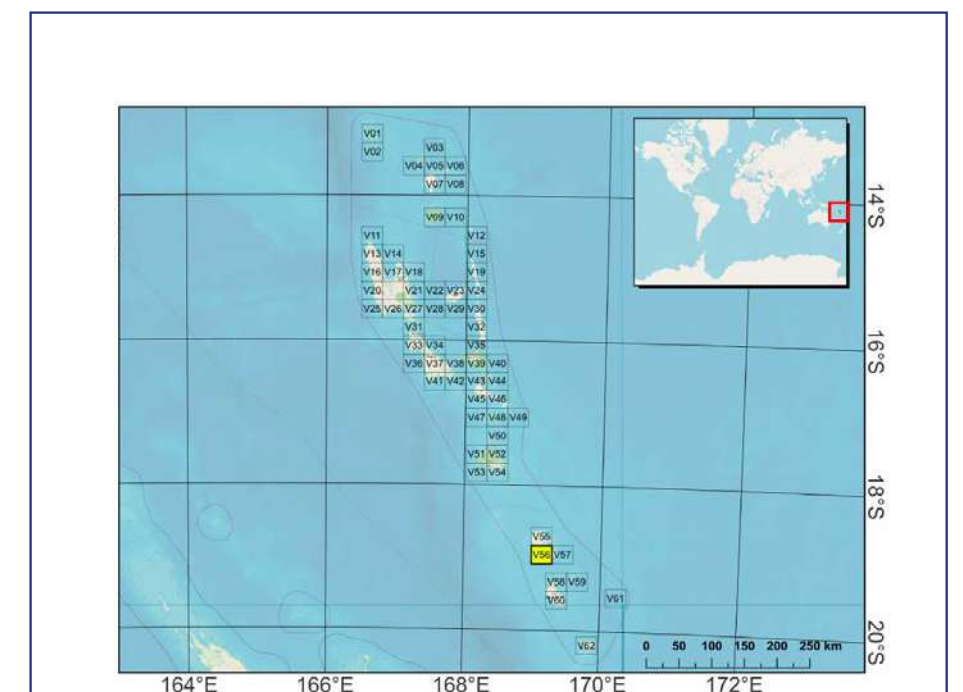 V01
V02 V03
V04 V05 V06
V07 V08
14°S
V09 V10
V11 V12
V13 V14 V15
V16 V17 V18 V19
V20 V21 V22 V23 V24
V25 V26 V27 V28 V29 V30
V31 V32
V33 V34 V35
16°S
V36 V37 V38 V39 V40
V41 V42 V43 V44
V45 V46
V47 V48 V49
V50
V51 V52
V53 V54
18°S
V55
V56 V57
V58 V59
V60 V61
V62
20°S
0 50 100 150 200 250 km
164°E 166°E 168°E 170°E 172°E